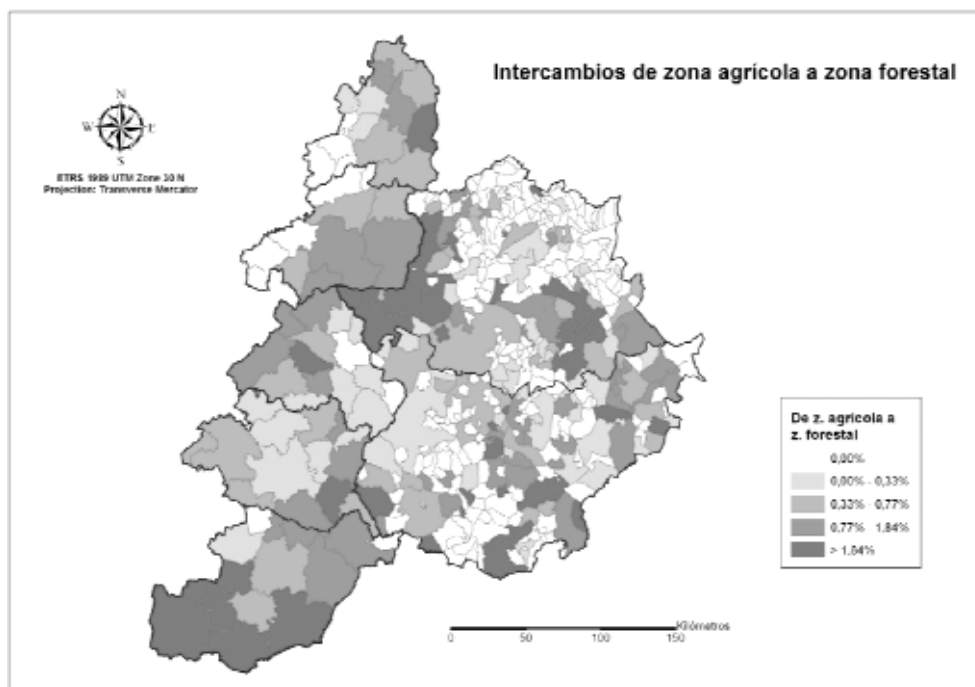 Intercambios de zona agrícola a zona forestal
N
W E
S
ETRS 1989 UTM Zone 30 N
Projection: Transverse Mercator
De z. agrícola a
z. forestal
0,00%
0,00% - 0,33%
0,33% - 0,77%
0,77% - 1,84%
> 1,84%
Kilómetros
0 50 100 150